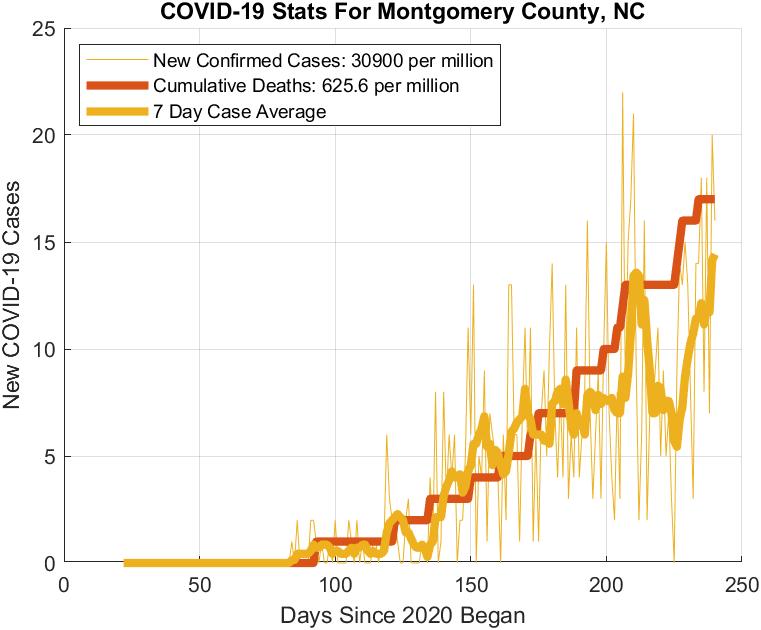 COVID-19 Stats For Montgomery County, NC
25
New Confirmed Cases: 30900 per million
Cumulative Deaths: 625.6 per million
7 Day Case Average
20
15
10
5
0
New COVID-19 Cases
0 50 100 150 200 250
Days Since 2020 Began